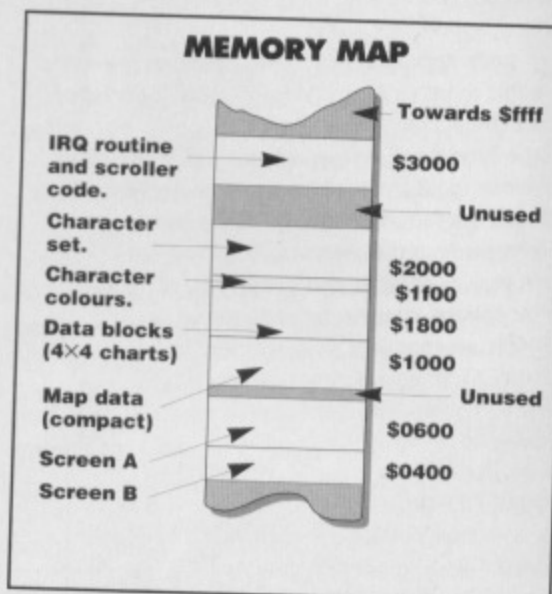 MEMORY MAP
Towards $ffff
IRQ routine
and scroller
code.
$3000
Unused
Character
set.
$2000
Character
colours.
$1f00
Data blocks
(4×4 charts)
$1800
$1000
Map data
(compact)
Unused
Screen A
$0600
Screen B
$0400